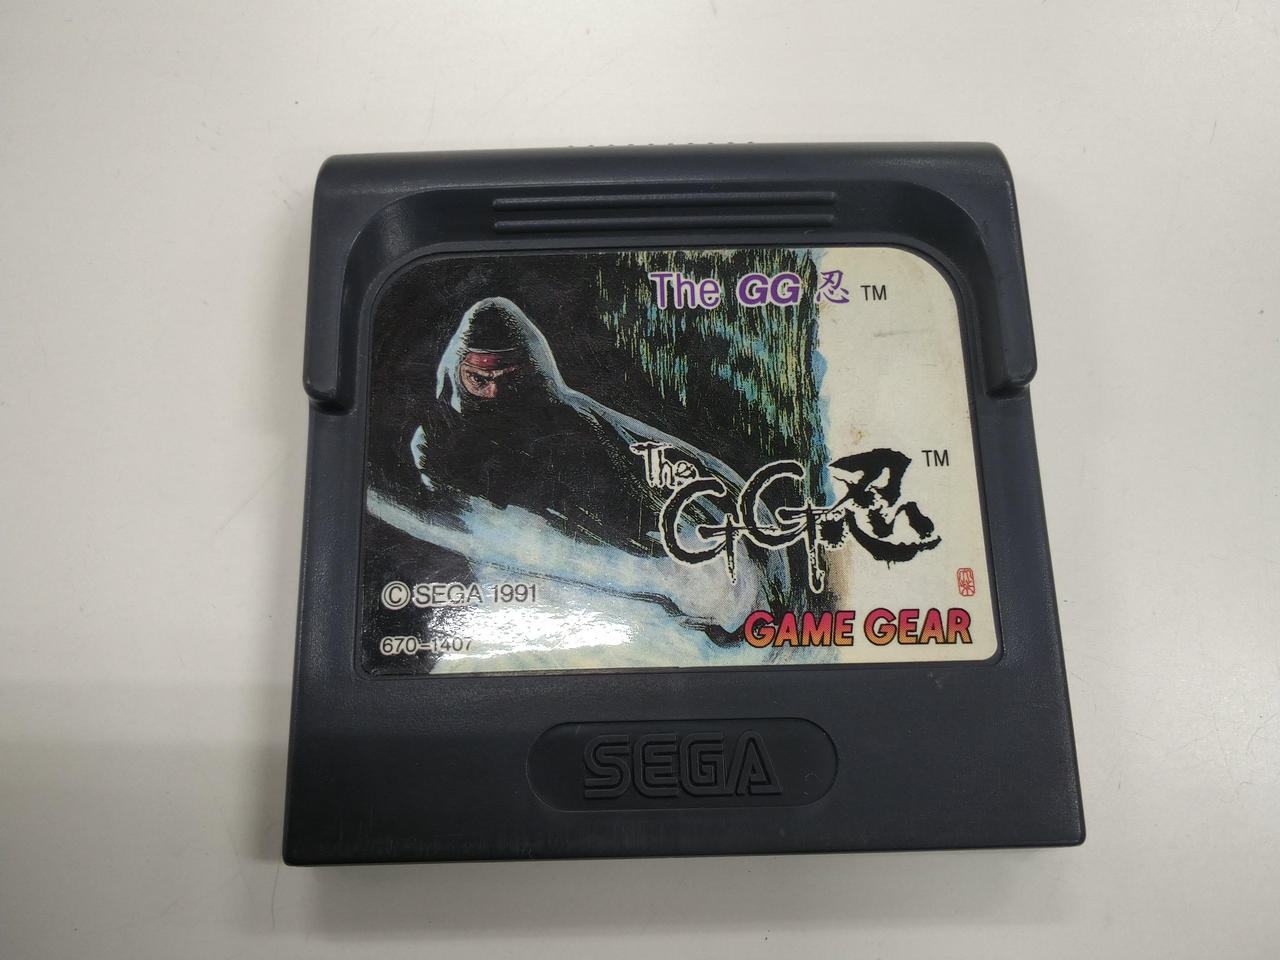 The GG 忍 TM
The GG 忍 TM
© SEGA 1991
GAME GEAR
670-1407
SEGA